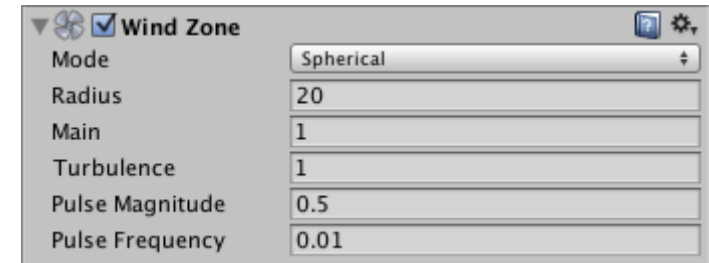 Wind Zone
Mode Spherical
Radius 20
Main 1
Turbulence 1
Pulse Magnitude 0.5
Pulse Frequency 0.01